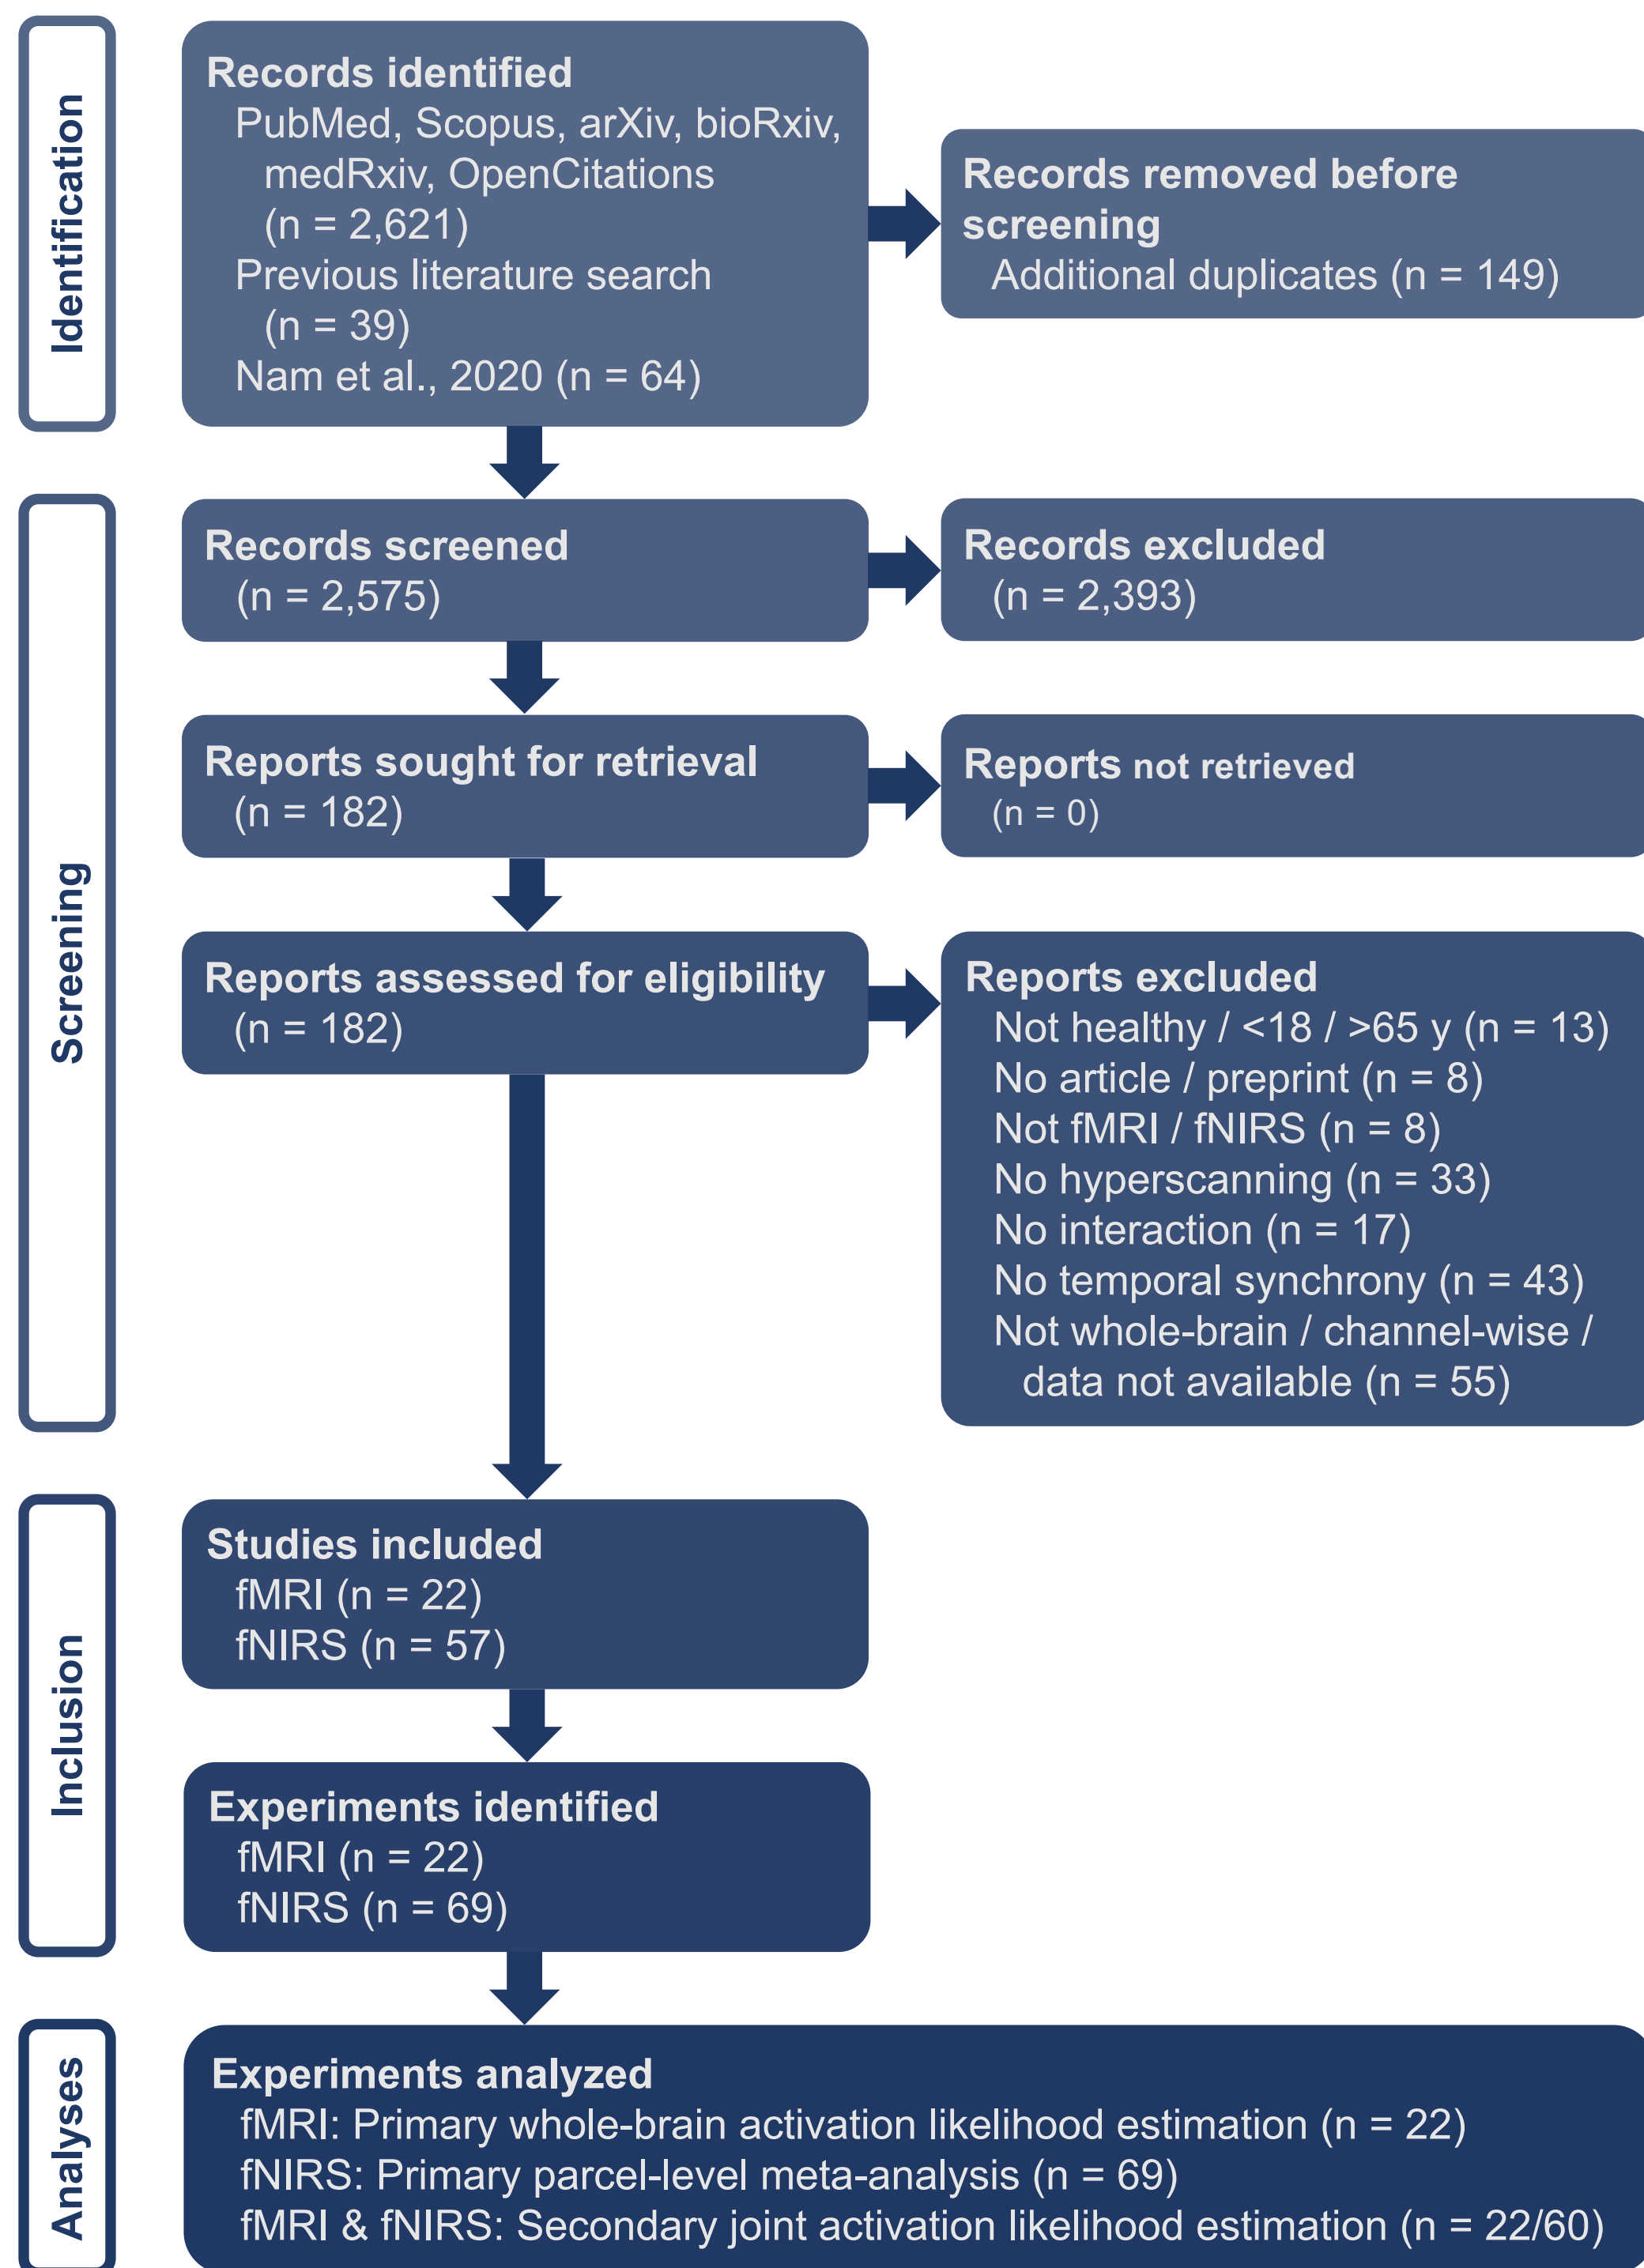 Identification
Records identified
PubMed, Scopus, arXiv, bioRxiv,
medRxiv, OpenCitations
(n = 2,621)
Previous literature search
(n = 39)
Nam et al., 2020 (n = 64)
Records removed before
screening
Additional duplicates (n = 149)
Screening
Records screened
(n = 2,575)
Records excluded
(n = 2,393)
Reports sought for retrieval
(n = 182)
Reports not retrieved
(n = 0)
Reports assessed for eligibility
(n = 182)
Reports excluded
Not healthy / <18 / >65 y (n = 13)
No article / preprint (n = 8)
Not fMRI / fNIRS (n = 8)
No hyperscanning (n = 33)
No interaction (n = 17)
No temporal synchrony (n = 43)
Not whole-brain / channel-wise /
data not available (n = 55)
Inclusion
Studies included
fMRI (n = 22)
fNIRS (n = 57)
Experiments identified
fMRI (n = 22)
fNIRS (n = 69)
Analyses
Experiments analyzed
fMRI: Primary whole-brain activation likelihood estimation (n = 22)
fNIRS: Primary parcel-level meta-analysis (n = 69)
fMRI & fNIRS: Secondary joint activation likelihood estimation (n = 22/60)